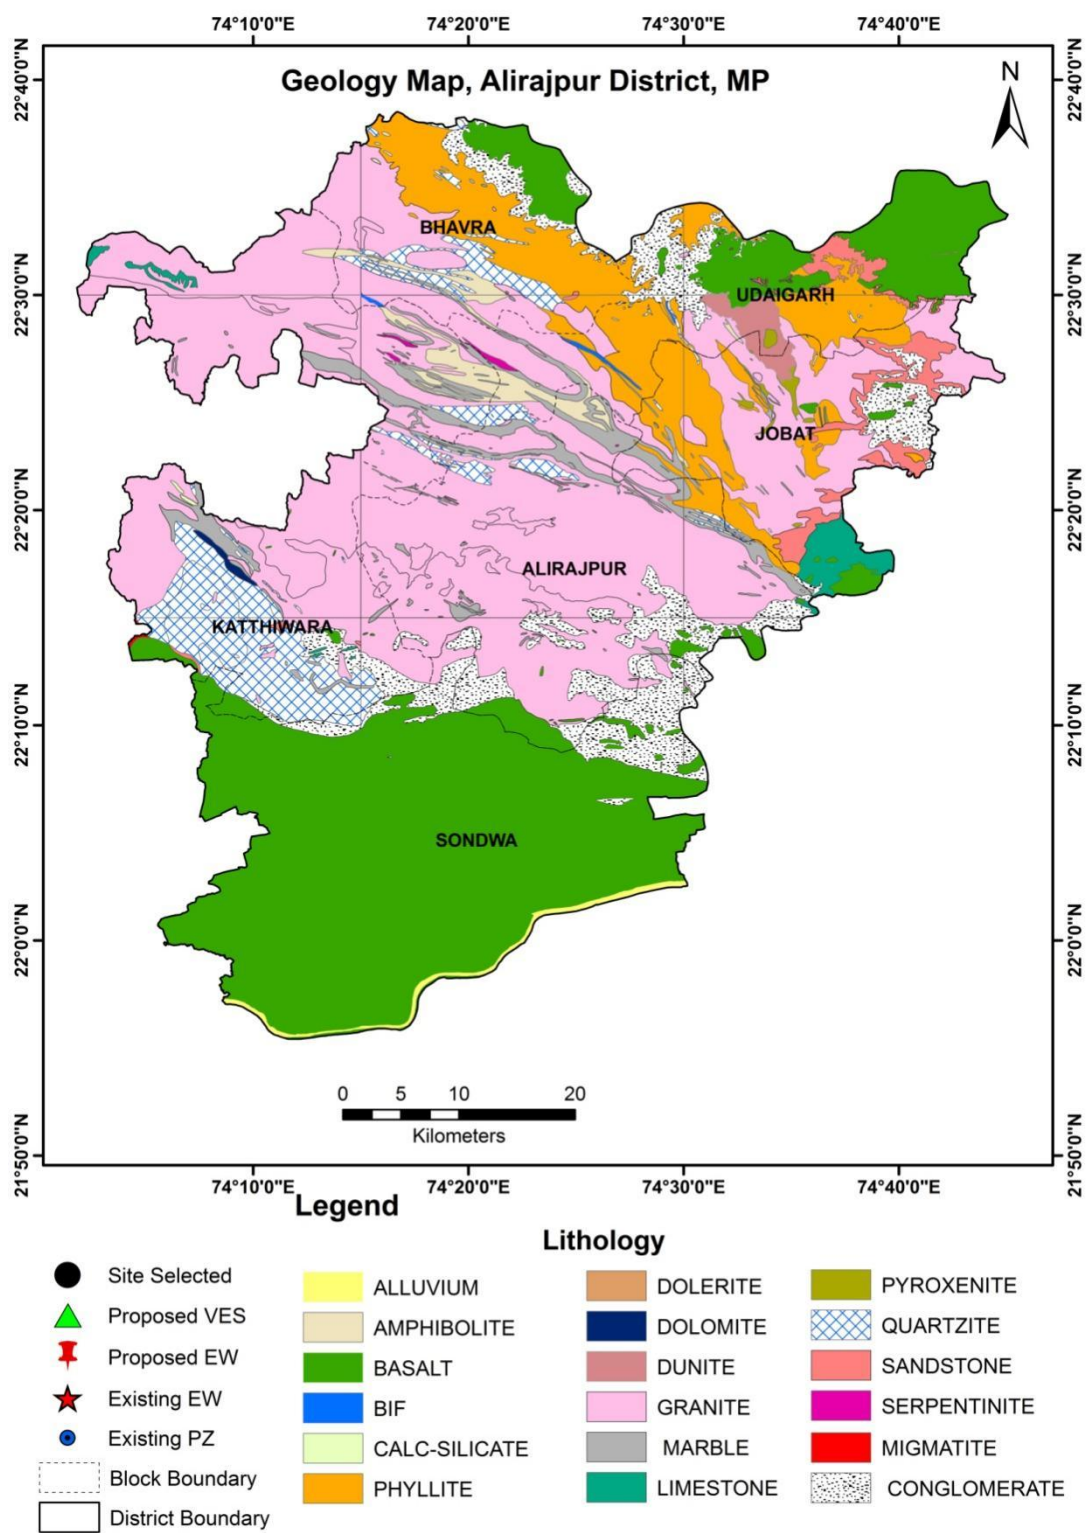 74°10'0"E 74°20'0"E 74°30'0"E 74°40'0"E
Geology Map, Alirajpur District, MP
N
22°40'0"N 22°40'0"N
BHAVRA
22°30'0"N UDAIGARH 22°30'0"N
JOBAT
22°20'0"N 22°20'0"N
ALIRAJPUR
KATTHIWARA
22°10'0"N 22°10'0"N
SONDWA
22°0'0"N 22°0'0"N
0 5 10 20
Kilometers
21°50'0"N 21°50'0"N
74°10'0"E 74°20'0"E 74°30'0"E 74°40'0"E
Legend
Lithology
Site Selected
Proposed VES
Proposed EW
Existing EW
Existing PZ
Block Boundary
District Boundary
ALLUVIUM
AMPHIBOLITE
BASALT
BIF
CALC-SILICATE
PHYLLITE
DOLERITE
DOLOMITE
DUNITE
GRANITE
MARBLE
LIMESTONE
PYROXENITE
QUARTZITE
SANDSTONE
SERPENTINITE
MIGMATITE
CONGLOMERATE